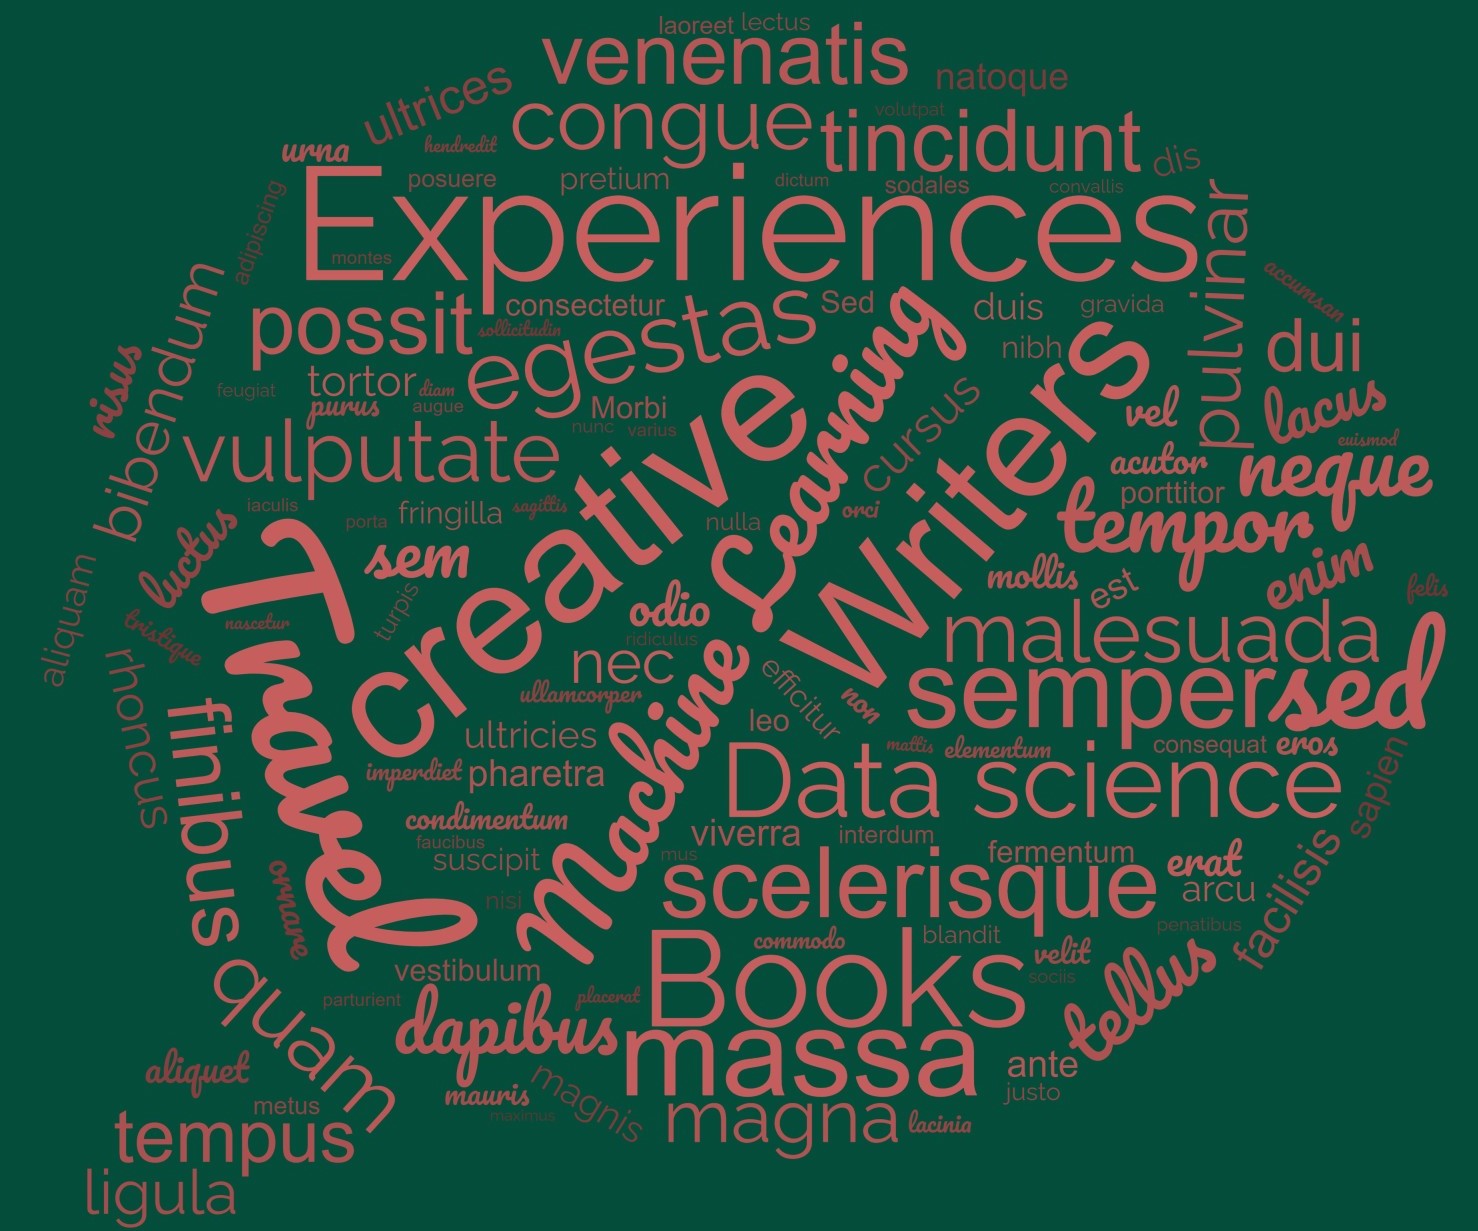 laoreet
lectus
venenatis
natoque
ultrices
congue
volutpat
tincidunt
hendredit
urna
dis
posuere
pretium
dictum
sodales
convallis
adipiscing
Experiences
pulvinar
montes
accumsan
bibendum
possit
consectetur
sollicitudin
egestas
Sed
duis
gravida
nibh
dui
risus
feugiat
tortor
diam
purus
augue
Morbi
nunc
varius
cursus
vel
lacus
euismod
vulputate
creative
Machine Learning
Writers
acutor
porttitor
neque
iaculis
porta
fringilla
sagittis
nulla
orci
tempor
luctus
Travel
sem
turpis
mollis
est
enim
felis
aliquam
tristique
nascetur
odio
ridiculus
nec
ullamcorper
efficitur
non
malesuada
semper
sed
rhoncus
finibus
ultricies
leo
mattis
elementum
consequat
eros
imperdiet
pharetra
Data science
sapien
condimentum
viverra
interdum
faucibus
suscipit
mus
fermentum
erat
scelerisque
arcu
facilisis
ornare
nisi
penatibus
commodo
blandit
velit
sociis
tellus
Books
vestibulum
parturient
placerat
quam
dapibus
massa
ante
justo
aliquet
mauris
magnis
metus
maximus
magna
lacinia
tempus
ligula